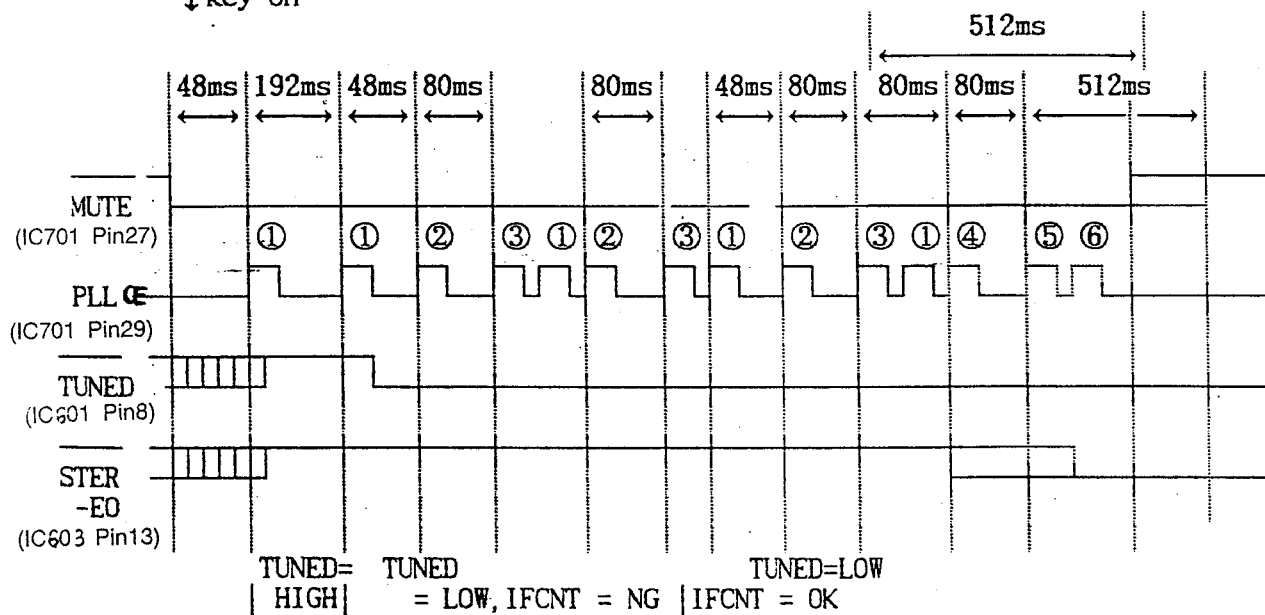 ↓ key on
512ms
48ms 192ms 48ms 80ms 80ms 48ms 80ms 80ms 80ms 512ms
MUTE
(IC701 Pin27)
① ① ② ③ ① ② ③ ① ② ③ ① ④ ⑤ ⑥
PLL CE
(IC701 Pin29)
TUNED
(IC601 Pin8)
STER
-EO
(IC603 Pin13)
TUNED= TUNED TUNED=LOW
HIGH = LOW, IFCNT = NG IFCNT = OK